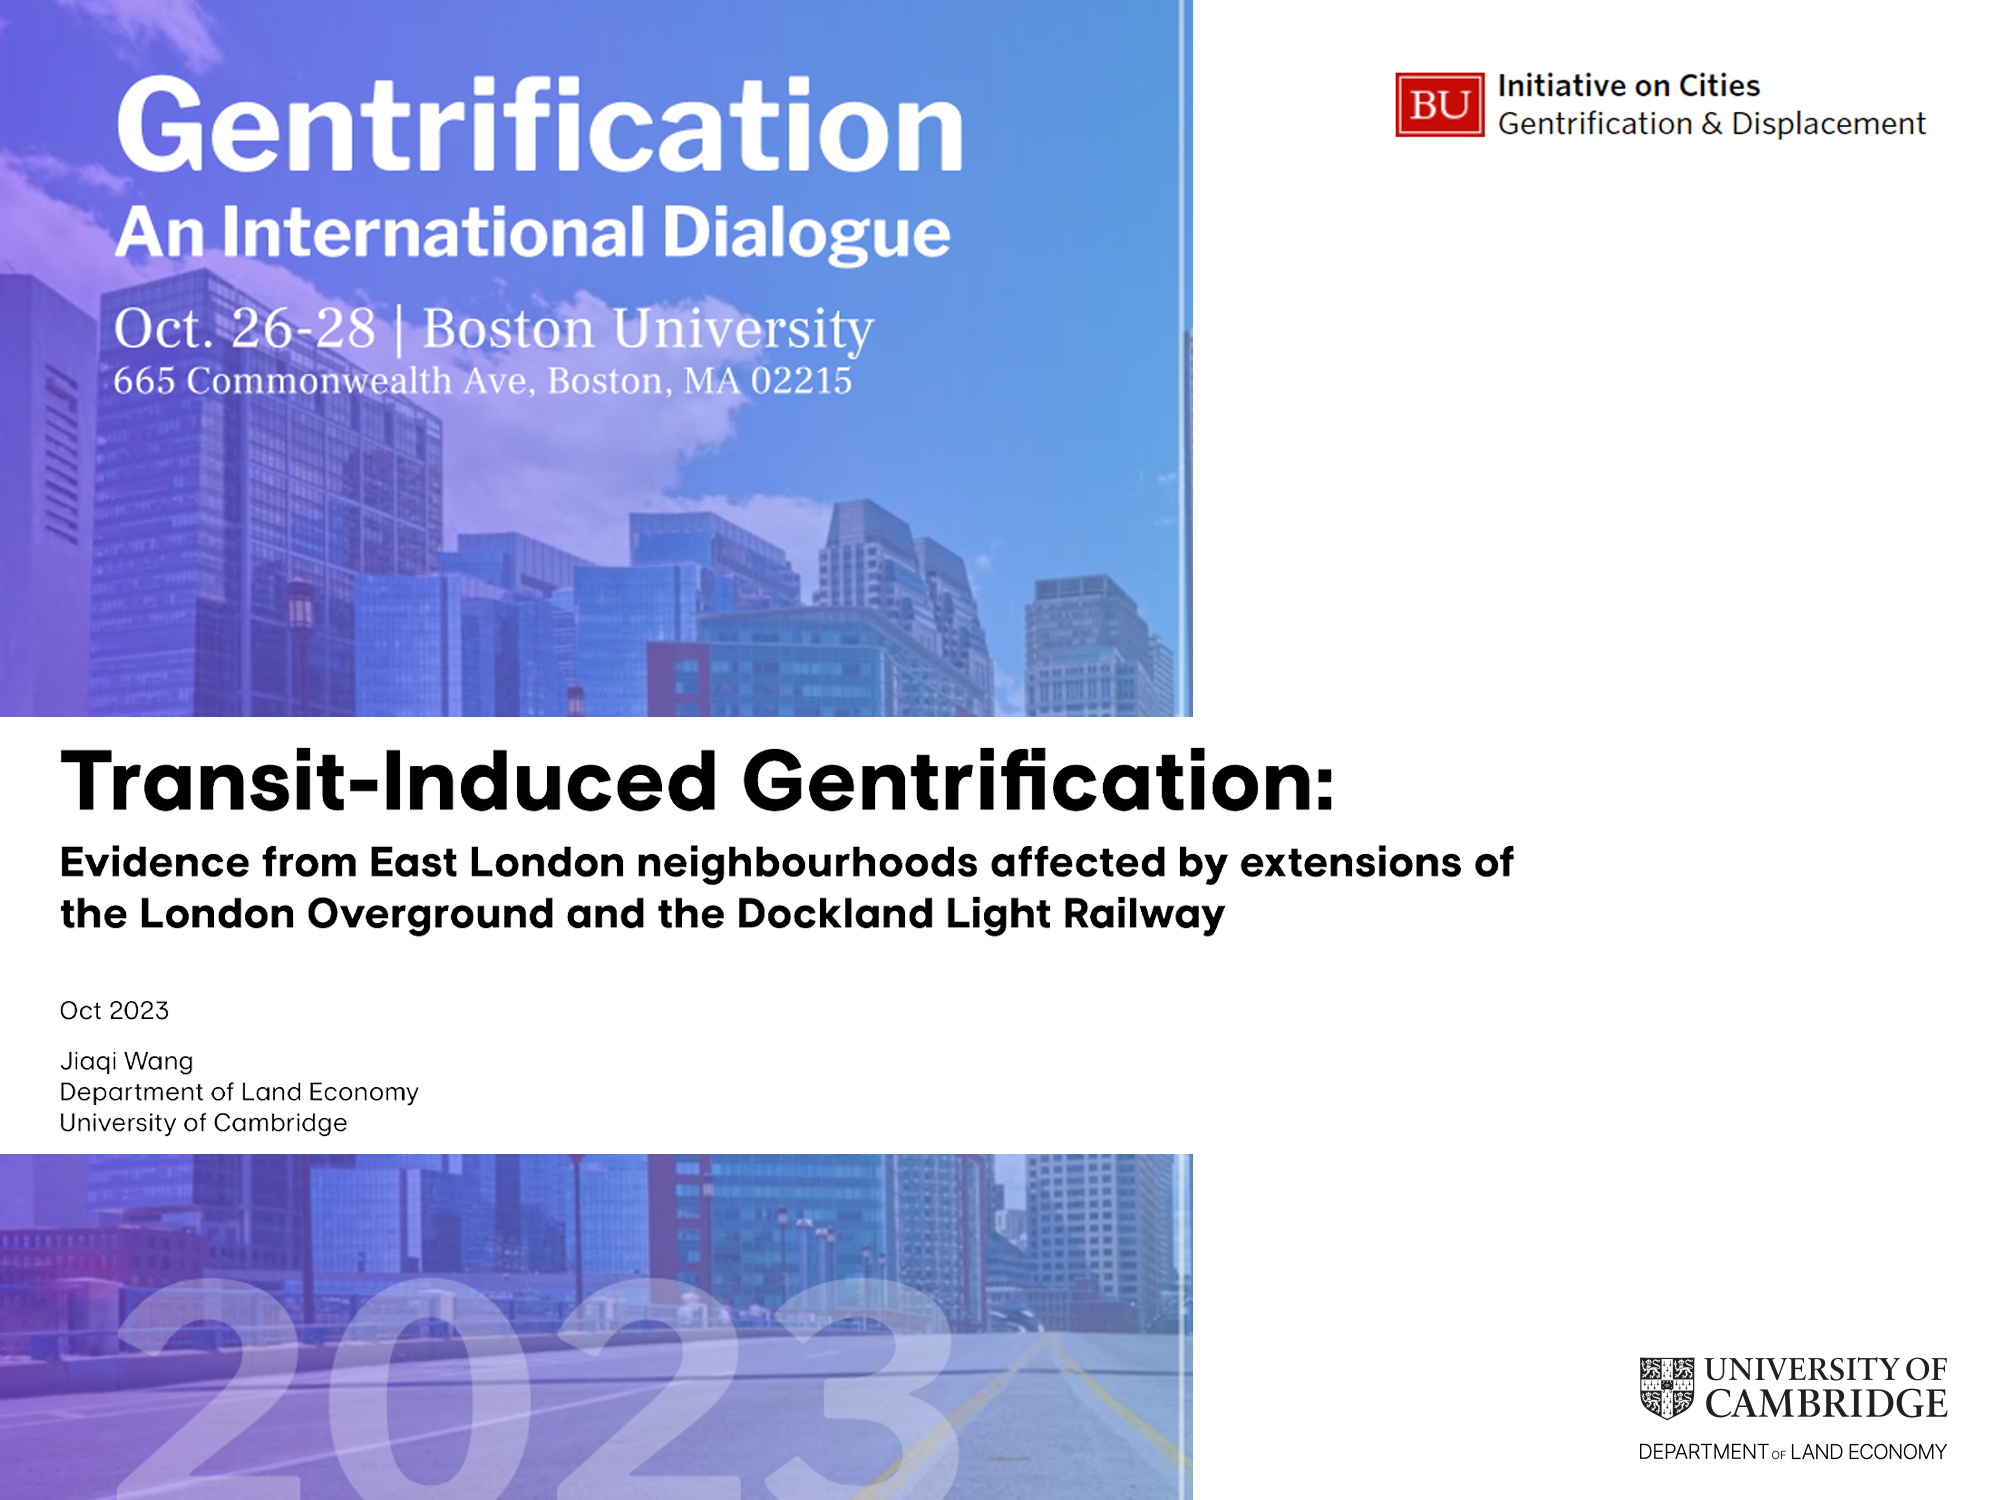 Gentrification
An International Dialogue
Oct. 26-28 | Boston University
665 Commonwealth Ave, Boston, MA 02215
BU
Initiative on Cities
Gentrification & Displacement
Transit-Induced Gentrification:
Evidence from East London neighbourhoods affected by extensions of
the London Overground and the Dockland Light Railway
Oct 2023
Jiaqi Wang
Department of Land Economy
University of Cambridge
2023
UNIVERSITY OF
CAMBRIDGE
DEPARTMENT OF LAND ECONOMY